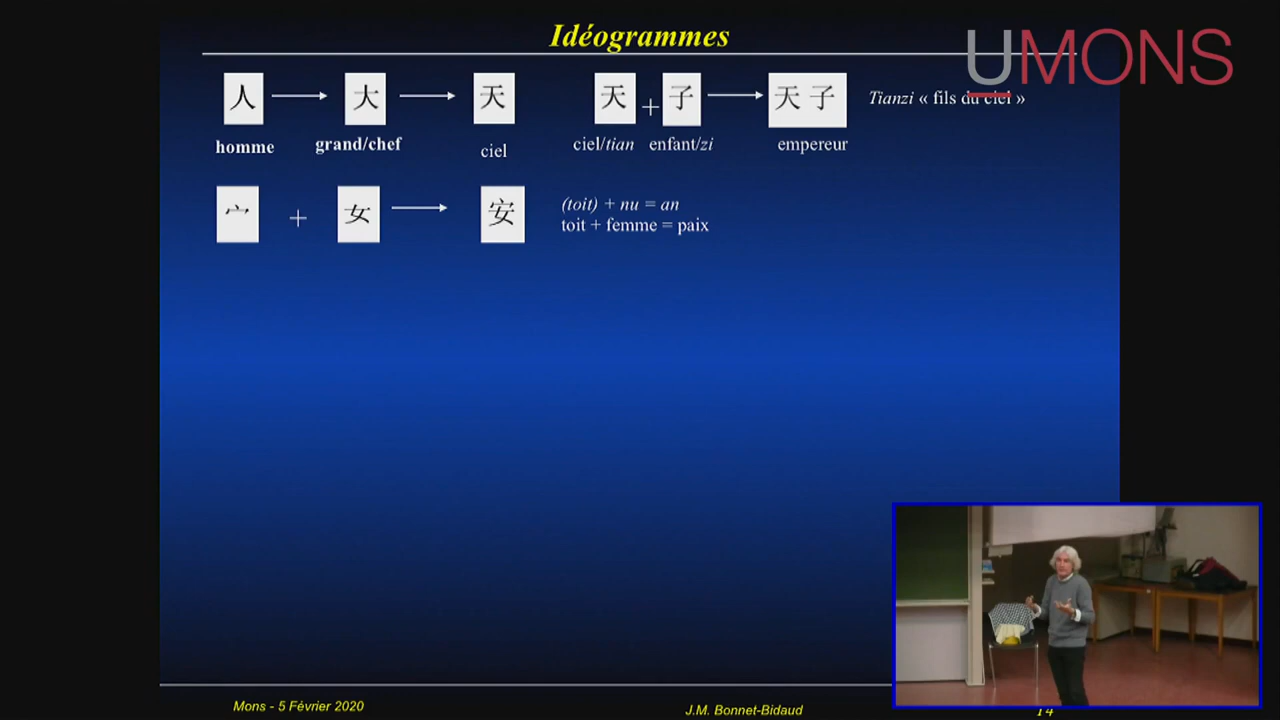 Idéogrammes
UMONS
人 大 天 天 + 子 天子 Tianzi « fils du ciel »
homme grand/chef ciel ciel/tian enfant/zi empereur
宀 + 女 安 (toit) + nu = an
toit + femme = paix
Mons - 5 Février 2020
J.M. Bonnet-Bidaud
14